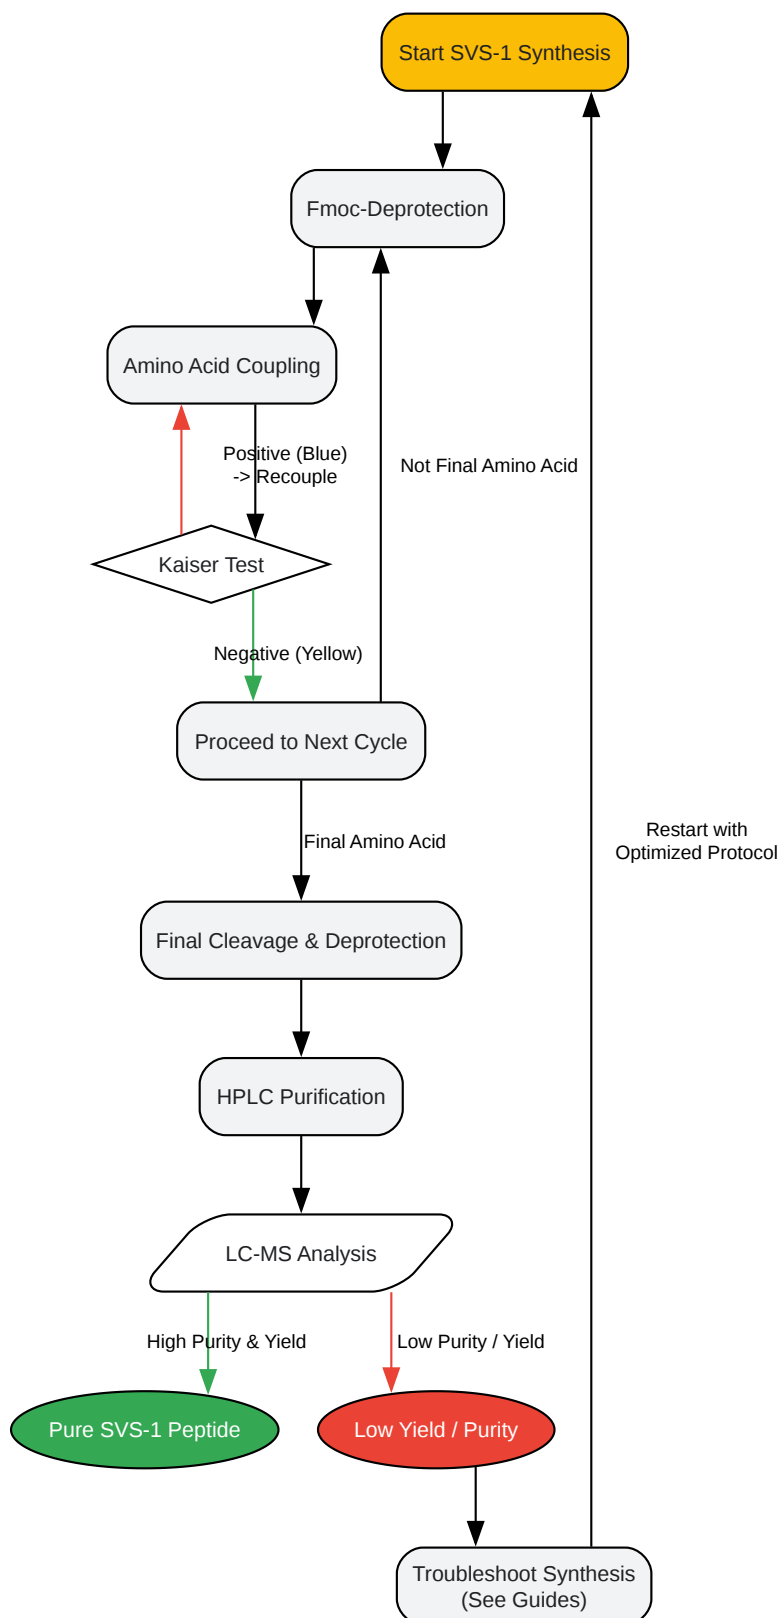 Start SVS-1 Synthesis
Fmoc-Deprotection
Amino Acid Coupling
Positive (Blue)
-> Recouple
Not Final Amino Acid
Kaiser Test
Negative (Yellow)
Proceed to Next Cycle
Final Amino Acid
Restart with
Optimized Protocol
Final Cleavage & Deprotection
HPLC Purification
LC-MS Analysis
High Purity & Yield
Low Purity / Yield
Pure SVS-1 Peptide
Low Yield / Purity
Troubleshoot Synthesis
(See Guides)